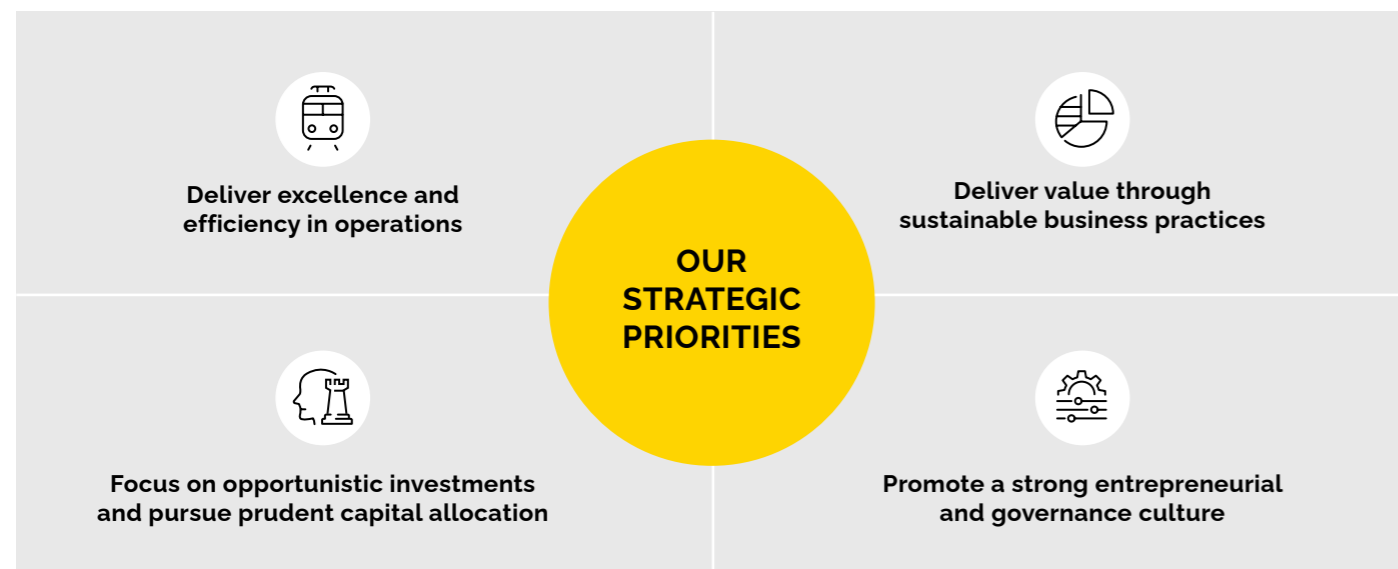 Deliver excellence and
efficiency in operations
Deliver value through
sustainable business practices
OUR
STRATEGIC
PRIORITIES
Focus on opportunistic investments
and pursue prudent capital allocation
Promote a strong entrepreneurial
and governance culture